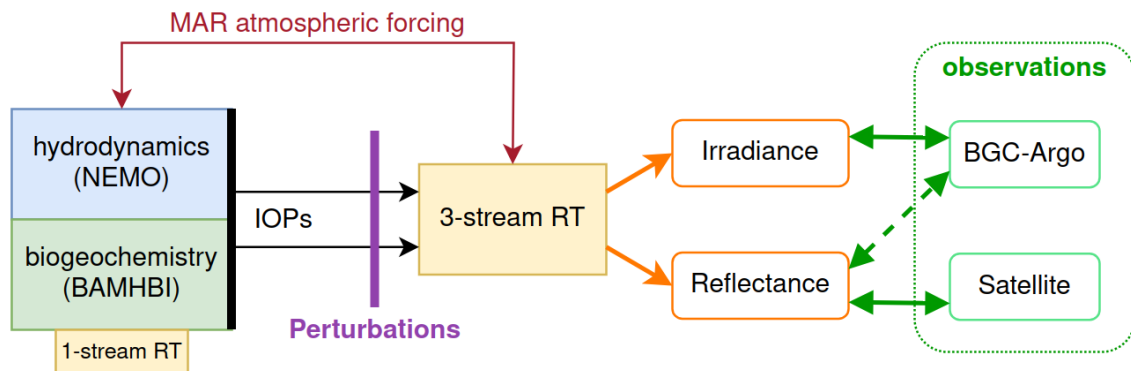 MAR atmospheric forcing
observations
hydrodynamics
(NEMO)
Irradiance
BGC-Argo
IOPs
3-stream RT
biogeochemistry
(BAMHBI)
Reflectance
Satellite
Perturbations
1-stream RT